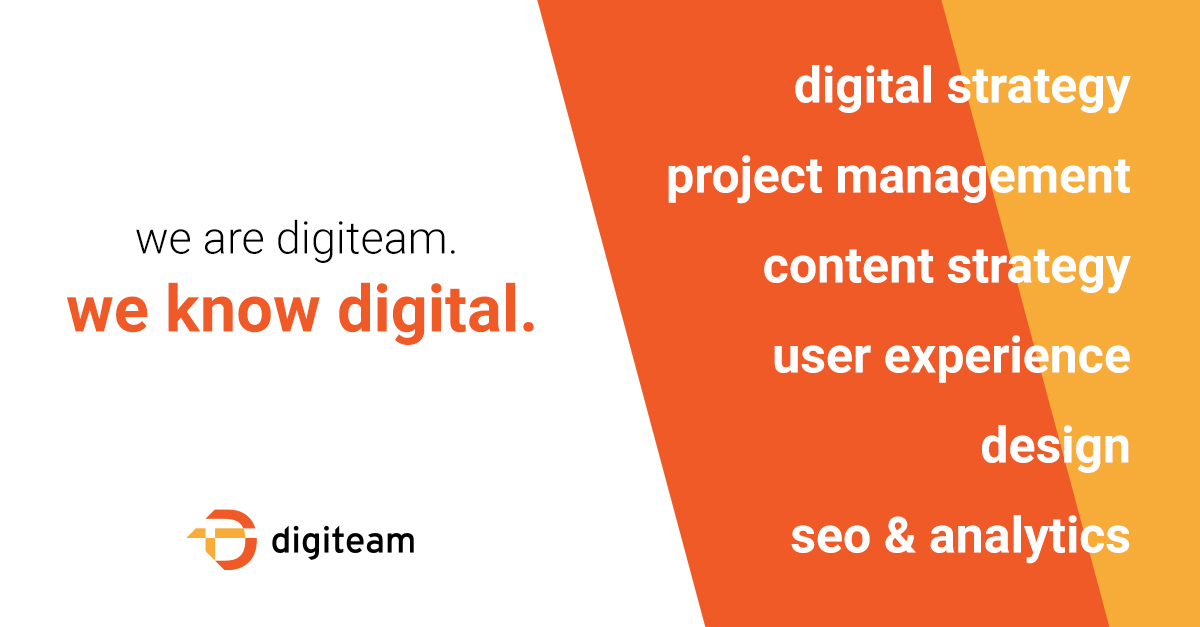 we are digiteam.
we know digital.
digiteam
digital strategy
project management
content strategy
user experience
design
seo & analytics